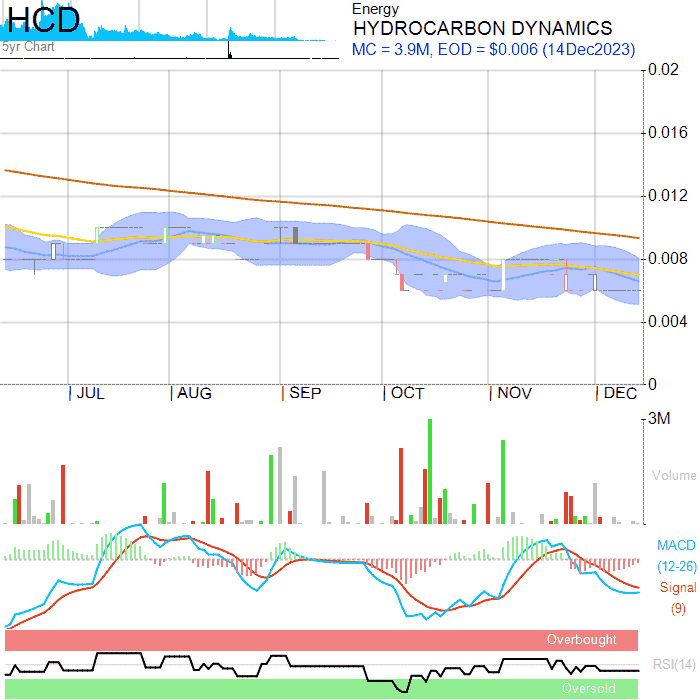 HCD
5yr Chart
Energy
HYDROCARBON DYNAMICS
MC = 3.9M, EOD = $0.006 (14Dec2023)
0.02
0.016
0.012
0.008
0.004
0
JUL AUG SEP OCT NOV DEC
3M
Volume
MACD
(12-26)
Signal
(9)
Overbought
RSI(14)
Oversold